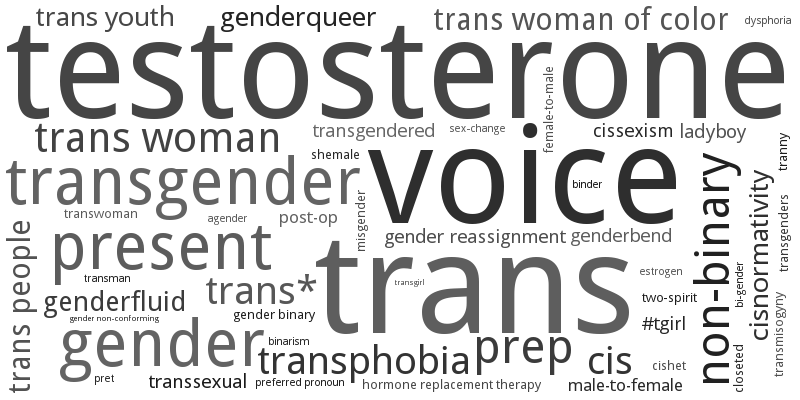 trans youth
genderqueer
trans woman of color
dysphoria
testosterone
trans woman
transgendered
sex-change
female-to-male
cissexism
ladyboy
tranny
shemale
transgender
voice
binder
non-binary
transwoman
agender
post-op
misgender
cisnormativity
transgenders
trans people
present
gender reassignment
genderbend
trans
transman
trans*
transgirl
estrogen
bi-gender
genderfluid
two-spirit
gender non-conforming
gender binary
#tgirl
transmisogyny
gender
binarism
transphobia
prep
cis
cishet
closeted
pret
transsexual
preferred pronoun
hormone replacement therapy
male-to-female